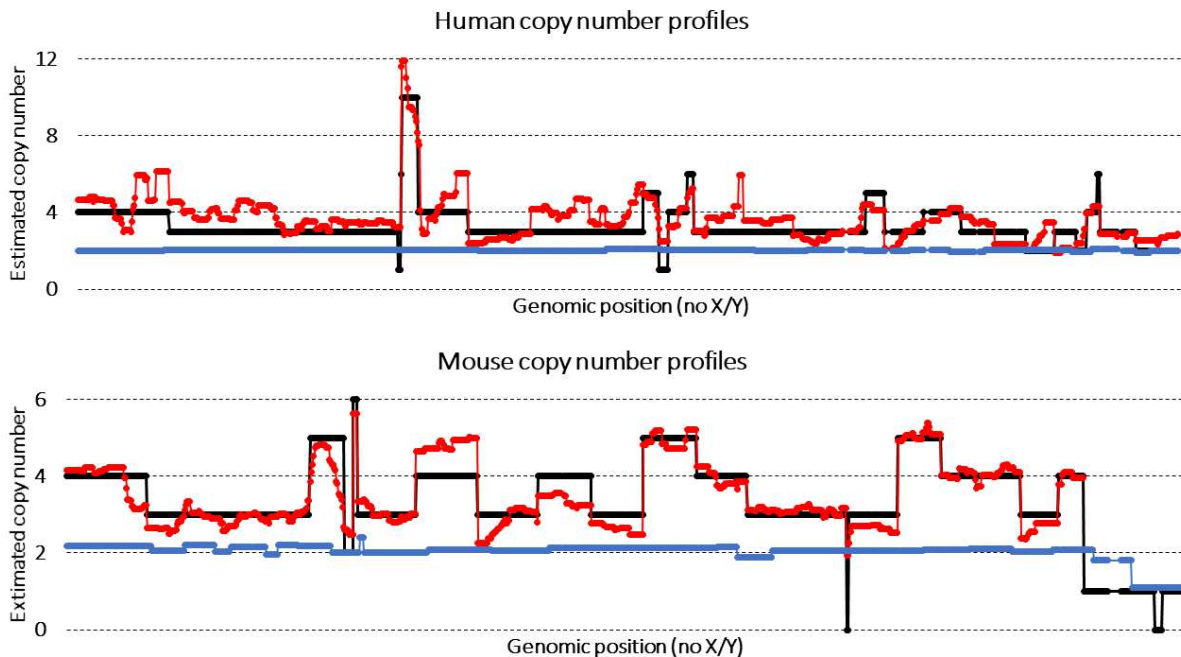 Human copy number profiles
12
8
4
0
Estimated copy number
Genomic position (no X/Y)
Mouse copy number profiles
6
4
2
0
Extimated copy number
Genomic position (no X/Y)